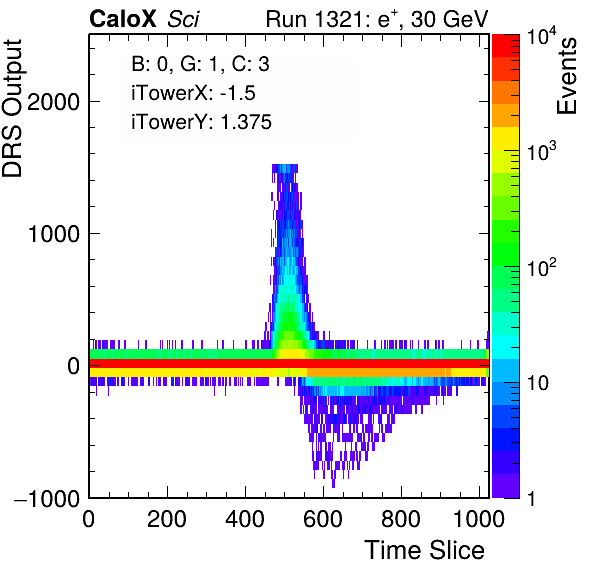 CaloX Sci Run 1321: e⁺, 30 GeV
B: 0, G: 1, C: 3
iTowerX: -1.5
iTowerY: 1.375
DRS Output
2000
1000
0
−1000
0 200 400 600 800 1000
Time Slice
Events
10⁴
10³
10²
10
1